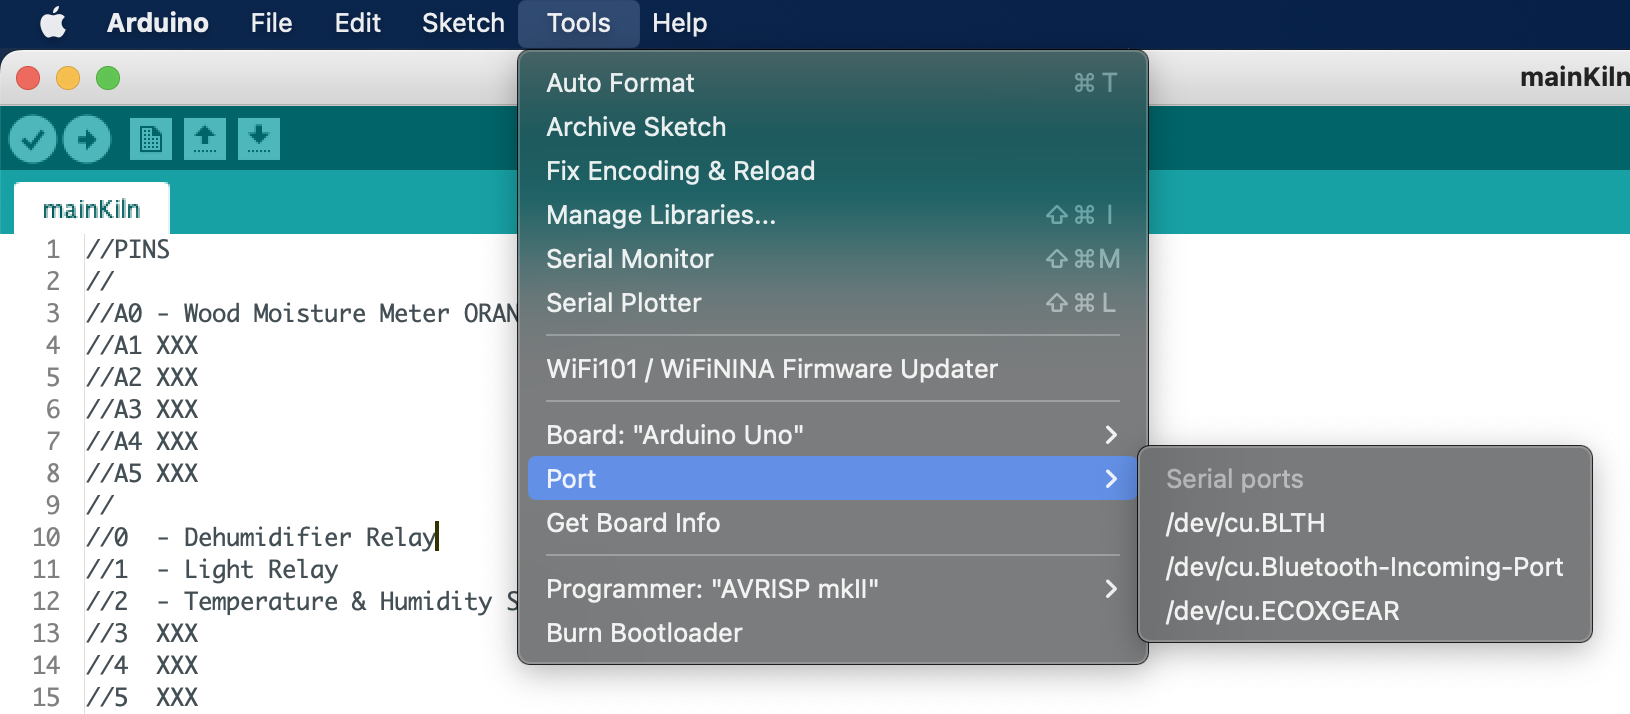 Arduino File Edit Sketch Tools Help
mainKiln
Auto Format ⌘ T
Archive Sketch
Fix Encoding & Reload
Manage Libraries... ⇧ ⌘ I
Serial Monitor ⇧ ⌘ M
Serial Plotter ⇧ ⌘ L
WiFi101 / WiFiNINA Firmware Updater
Board: "Arduino Uno"
Port
Get Board Info
Programmer: "AVRISP mkII"
Burn Bootloader
Serial ports
/dev/cu.BLTH
/dev/cu.Bluetooth-Incoming-Port
/dev/cu.ECOXGEAR
mainKiln
1 //PINS
2 //
3 //A0 - Wood Moisture Meter ORAN
4 //A1 XXX
5 //A2 XXX
6 //A3 XXX
7 //A4 XXX
8 //A5 XXX
9 //
10 //0 - Dehumidifier Relay
11 //1 - Light Relay
12 //2 - Temperature & Humidity S
13 //3 XXX
14 //4 XXX
15 //5 XXX